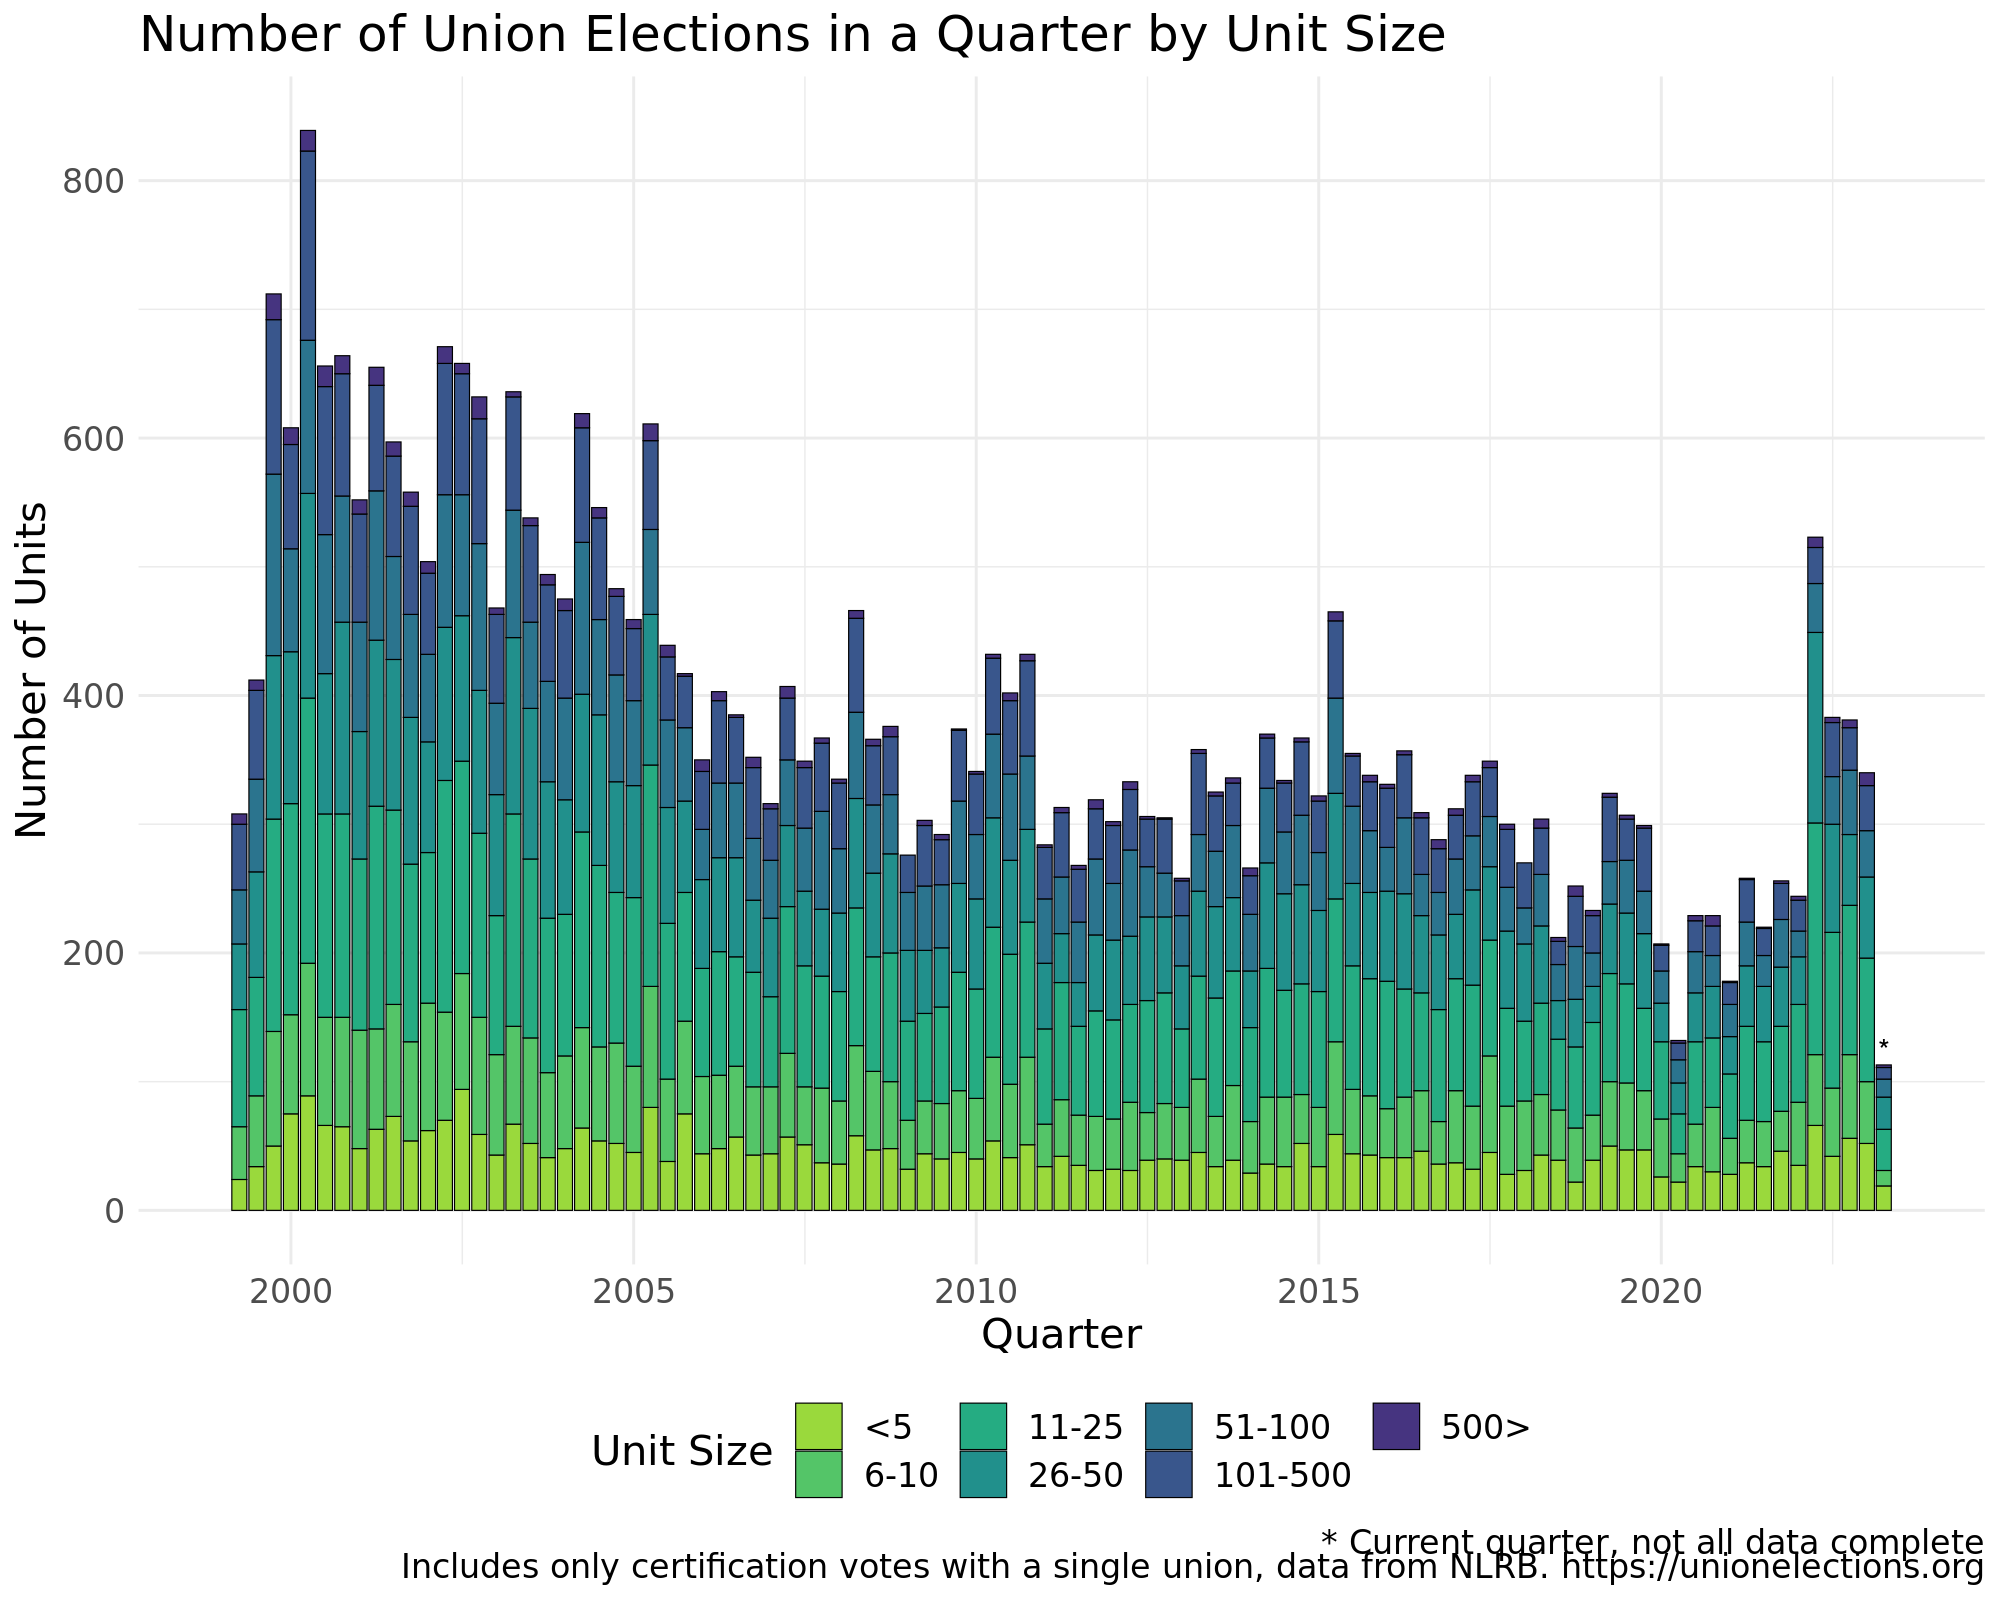 Number of Union Elections in a Quarter by Unit Size
Number of Units
800
600
400
200
0
*
2000 2005 2010 2015 2020
Quarter
Unit Size
<5 11-25 51-100 500>
6-10 26-50 101-500
* Current quarter, not all data complete
Includes only certification votes with a single union, data from NLRB. https://unionelections.org